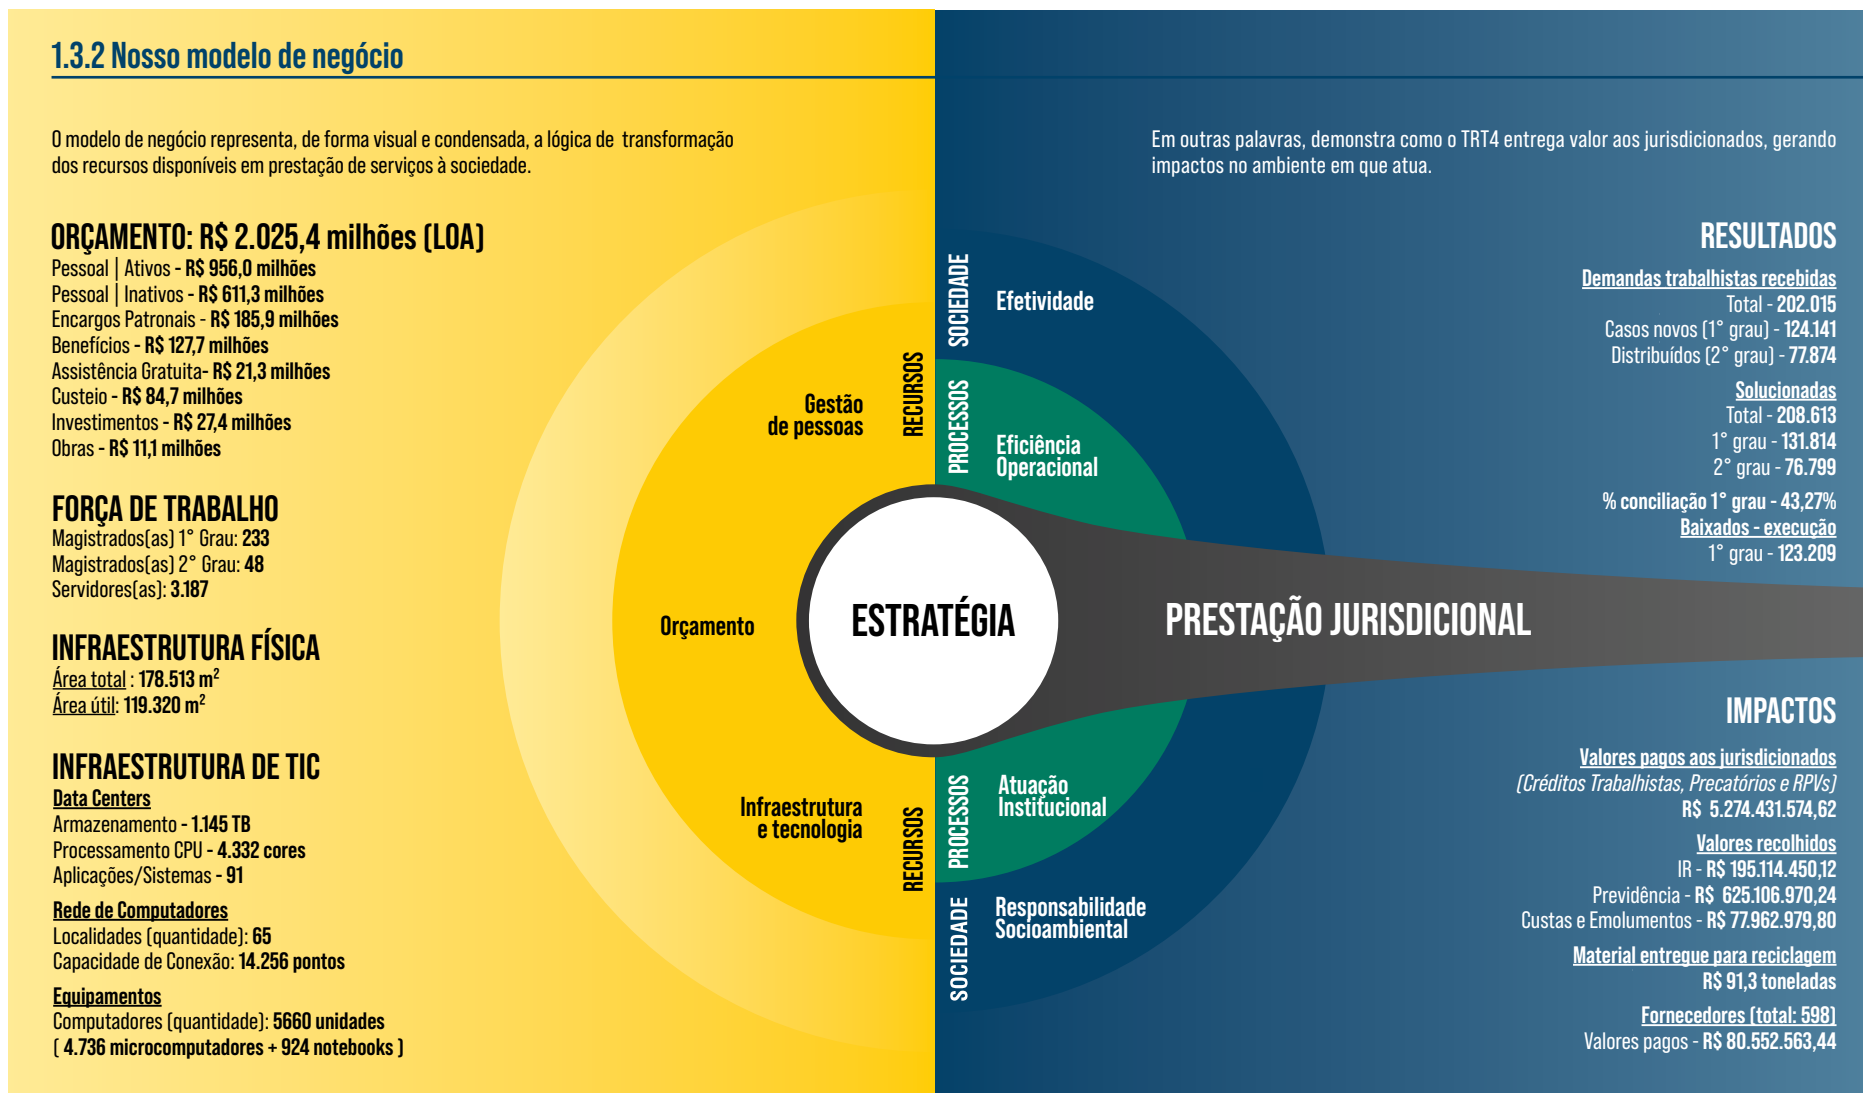 1.3.2 Nosso modelo de negócio
O modelo de negócio representa, de forma visual e condensada, a lógica de transformação
dos recursos disponíveis em prestação de serviços à sociedade.
ORÇAMENTO: R$ 2.025,4 milhões (LOA)
Pessoal | Ativos - R$ 956,0 milhões
Pessoal | Inativos - R$ 611,3 milhões
Encargos Patronais - R$ 185,9 milhões
Benefícios - R$ 127,7 milhões
Assistência Gratuita- R$ 21,3 milhões
Custeio - R$ 84,7 milhões
Investimentos - R$ 27,4 milhões
Obras - R$ 11,1 milhões
FORÇA DE TRABALHO
Magistrados(as) 1° Grau: 233
Magistrados(as) 2° Grau: 48
Servidores(as): 3.187
INFRAESTRUTURA FÍSICA
Área total : 178.513 m²
Área útil: 119.320 m²
INFRAESTRUTURA DE TIC
Data Centers
Armazenamento - 1.145 TB
Processamento CPU - 4.332 cores
Aplicações/Sistemas - 91
Rede de Computadores
Localidades (quantidade): 65
Capacidade de Conexão: 14.256 pontos
Equipamentos
Computadores (quantidade): 5660 unidades
( 4.736 microcomputadores + 924 notebooks )
RECURSOS
Gestão
de pessoas
Orçamento
Infraestrutura
e tecnologia
RECURSOS
ESTRATÉGIA
SOCIEDADE
Efetividade
PROCESSOS
Eficiência
Operacional
PRESTAÇÃO JURISDICIONAL
PROCESSOS
Atuação
Institucional
SOCIEDADE
Responsabilidade
Socioambiental
Em outras palavras, demonstra como o TRT4 entrega valor aos jurisdicionados, gerando
impactos no ambiente em que atua.
RESULTADOS
Demandas trabalhistas recebidas
Total - 202.015
Casos novos (1° grau) - 124.141
Distribuídos (2° grau) - 77.874
Solucionadas
Total - 208.613
1° grau - 131.814
2° grau - 76.799
% conciliação 1° grau - 43,27%
Baixados - execução
1° grau - 123.209
IMPACTOS
Valores pagos aos jurisdicionados
(Créditos Trabalhistas, Precatórios e RPVs)
R$ 5.274.431.574,62
Valores recolhidos
IR - R$ 195.114.450,12
Previdência - R$ 625.106.970,24
Custas e Emolumentos - R$ 77.962.979,80
Material entregue para reciclagem
R$ 91,3 toneladas
Fornecedores (total: 598)
Valores pagos - R$ 80.552.563,44